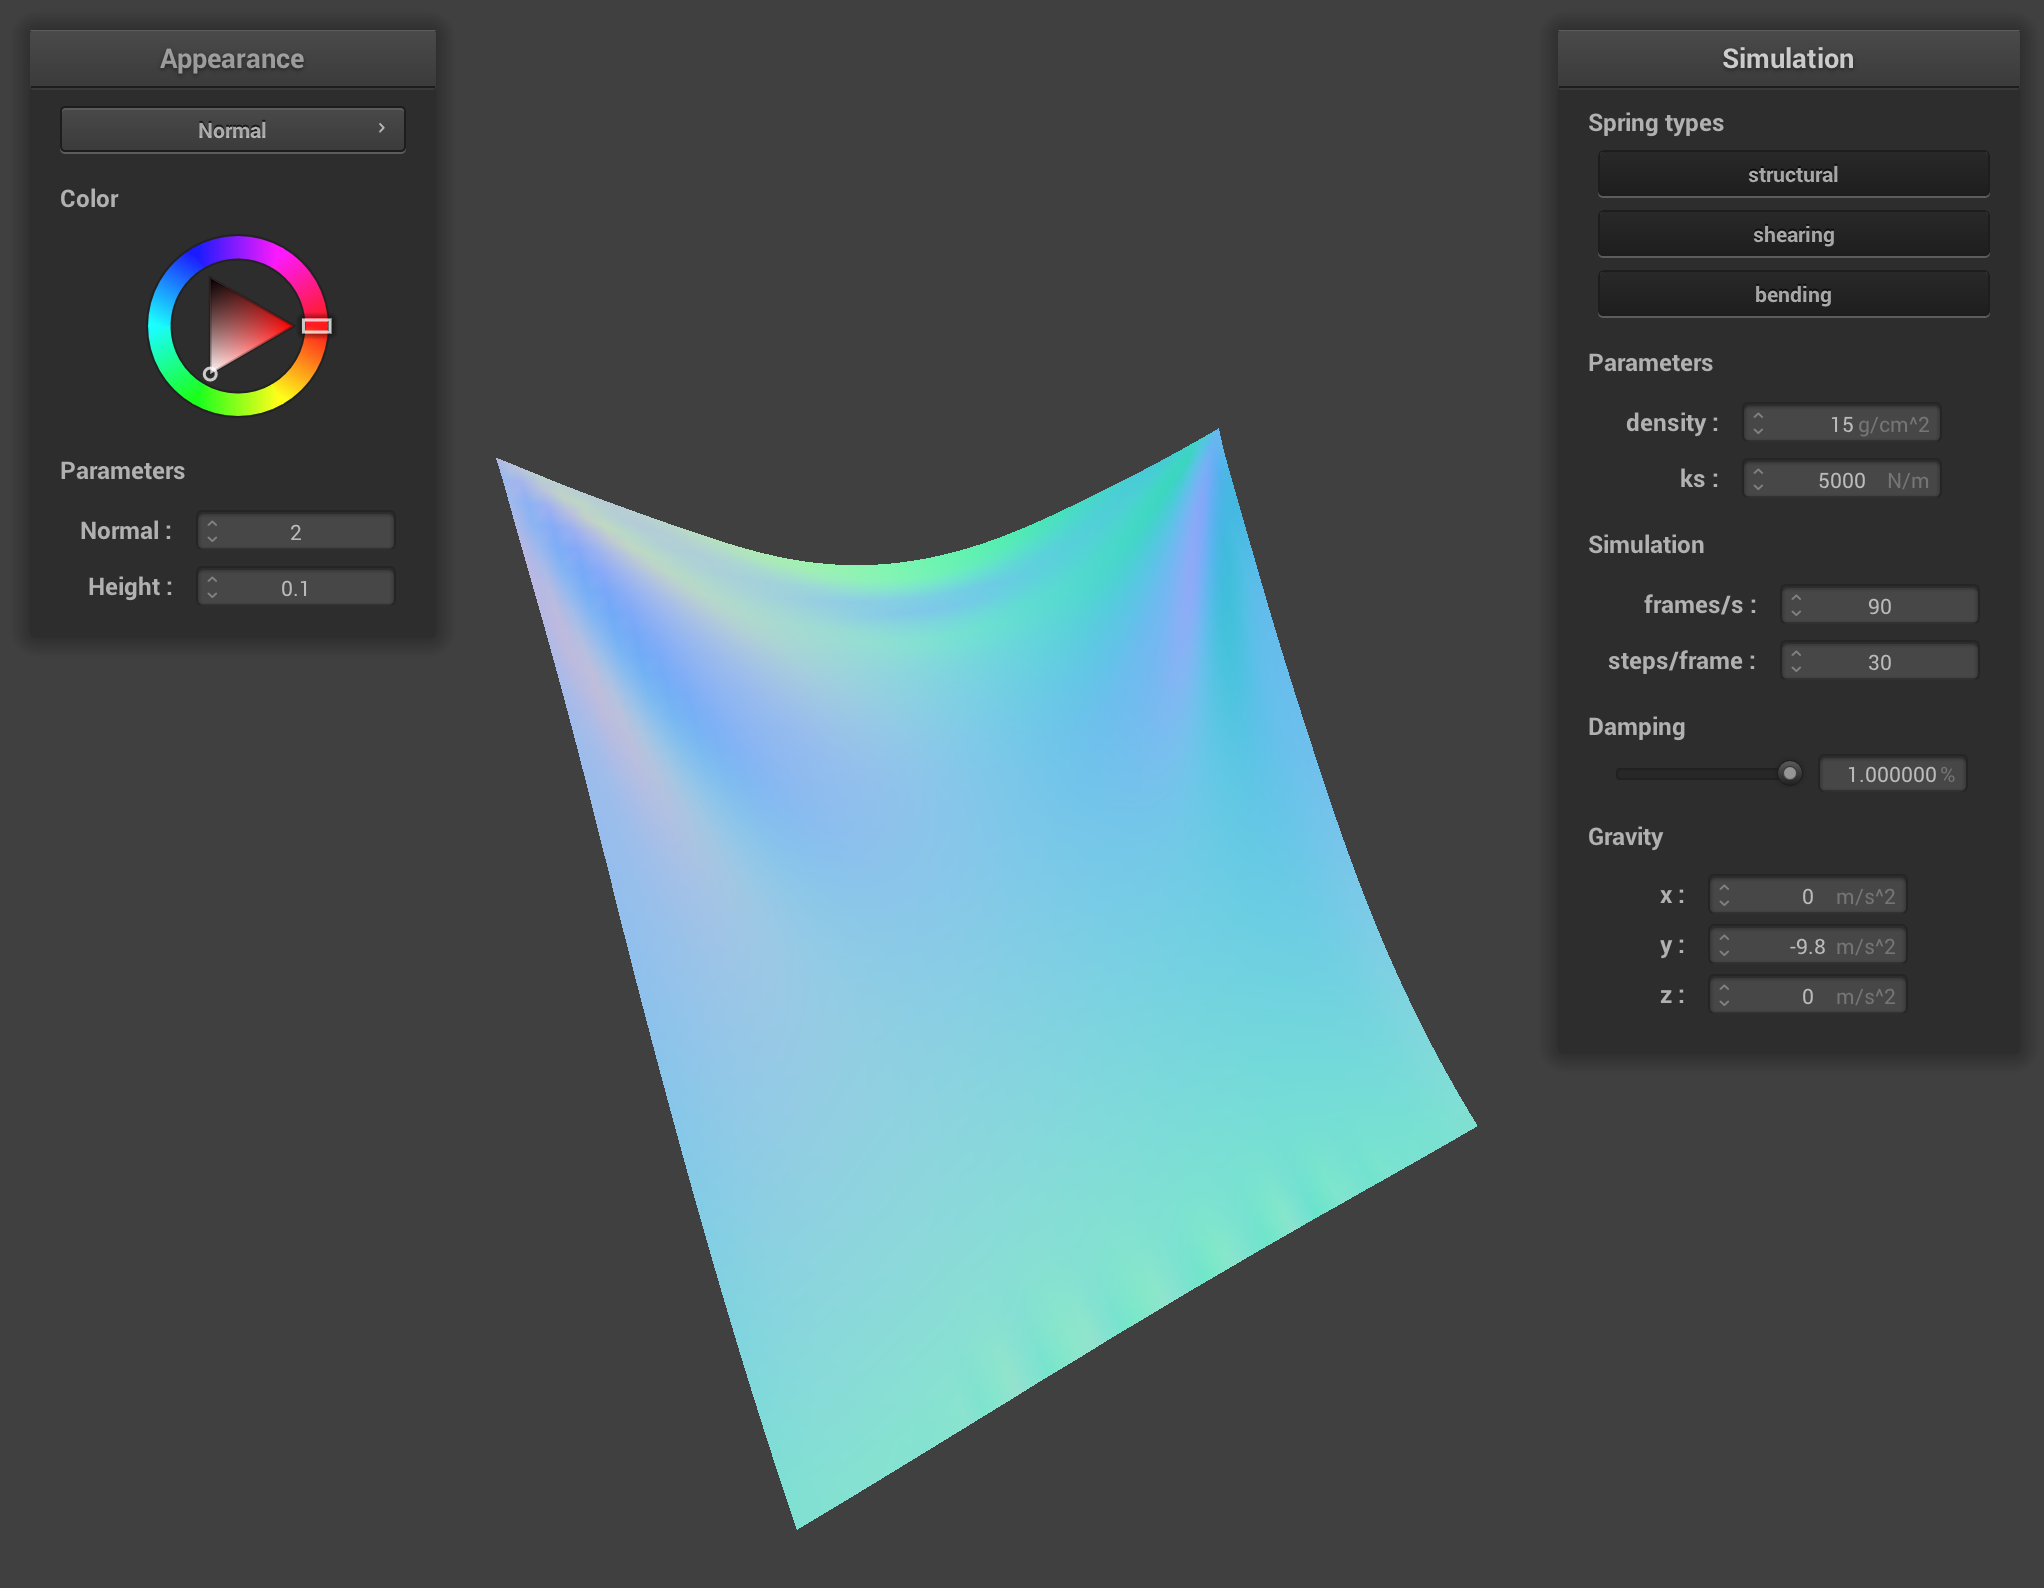 Appearance
Normal
Color
Parameters
Normal : 2
Height : 0.1
Simulation
Spring types
structural
shearing
bending
Parameters
density : 15 g/cm^2
ks : 5000 N/m
Simulation
frames/s : 90
steps/frame : 30
Damping
1.000000 %
Gravity
x : 0 m/s^2
y : -9.8 m/s^2
z : 0 m/s^2